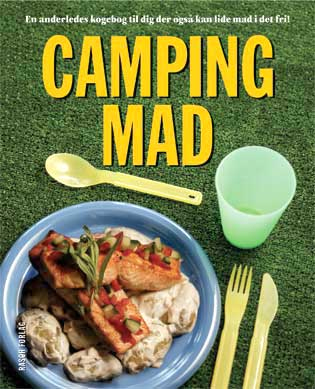 En anderledes kogebog til dig der også kan lide mad i det fri!
CAMPING
MAD
RASCH FORLAG